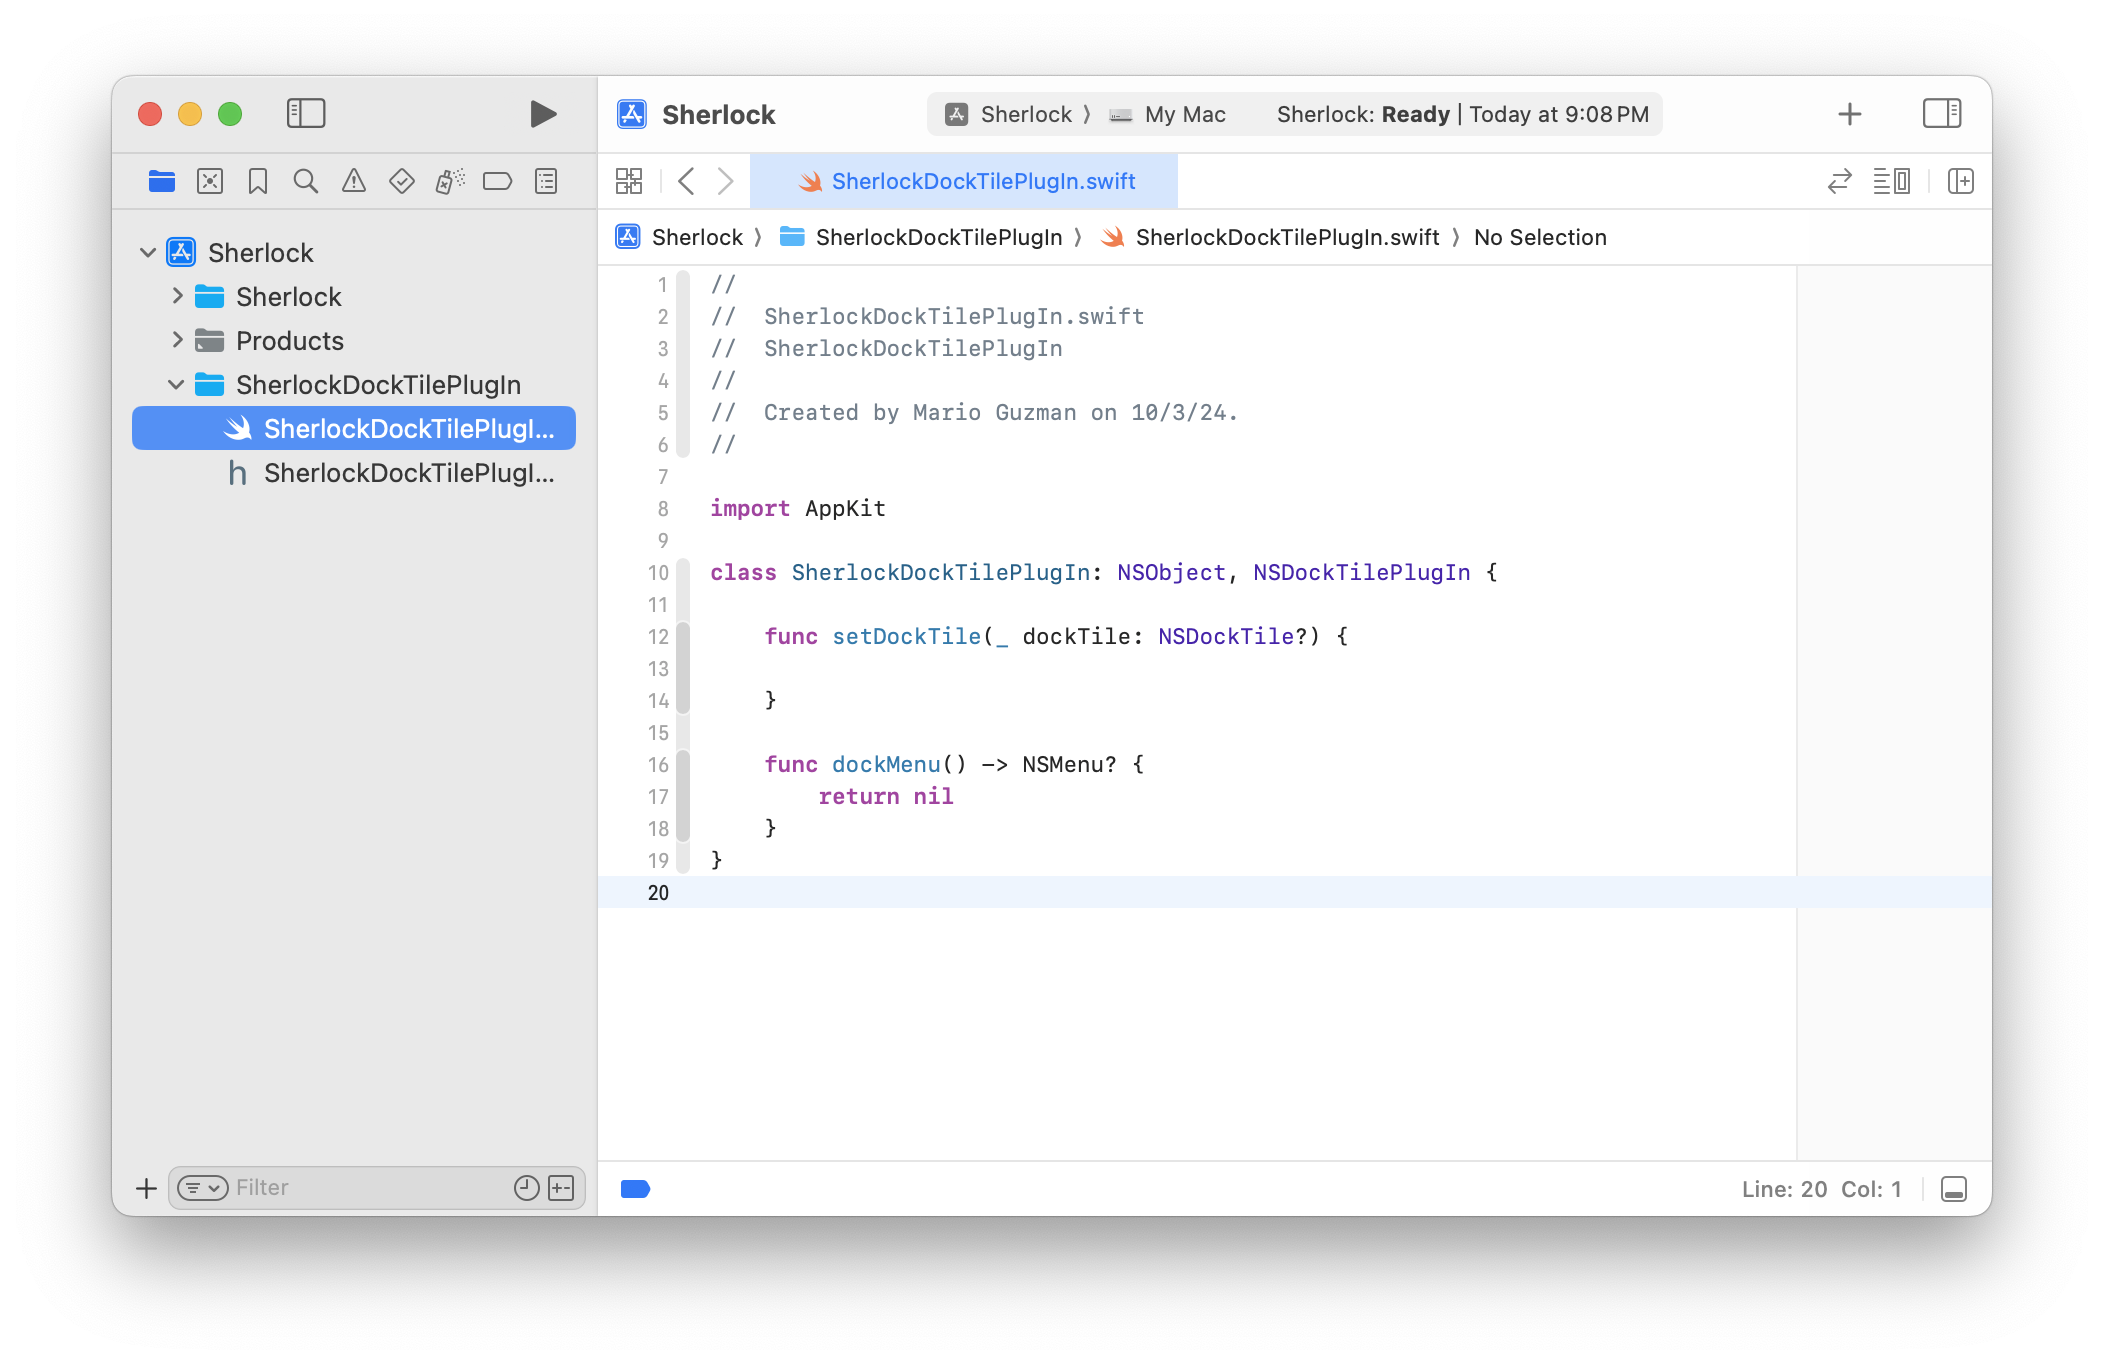 Sherlock
Sherlock 〉 My Mac
Sherlock: Ready | Today at 9:08 PM
SherlockDockTilePlugIn.swift
Sherlock 〉 SherlockDockTilePlugIn 〉 SherlockDockTilePlugIn.swift 〉 No Selection
Sherlock
Sherlock
Products
SherlockDockTilePlugIn
SherlockDockTilePlugI...
h SherlockDockTilePlugI...
Filter
1 //
2 //  SherlockDockTilePlugIn.swift
3 //  SherlockDockTilePlugIn
4 //
5 //  Created by Mario Guzman on 10/3/24.
6 //
7
8 import AppKit
9
10 class SherlockDockTilePlugIn: NSObject, NSDockTilePlugIn {
11
12     func setDockTile(_ dockTile: NSDockTile?) {
13
14     }
15
16     func dockMenu() -> NSMenu? {
17         return nil
18     }
19 }
20
Line: 20 Col: 1